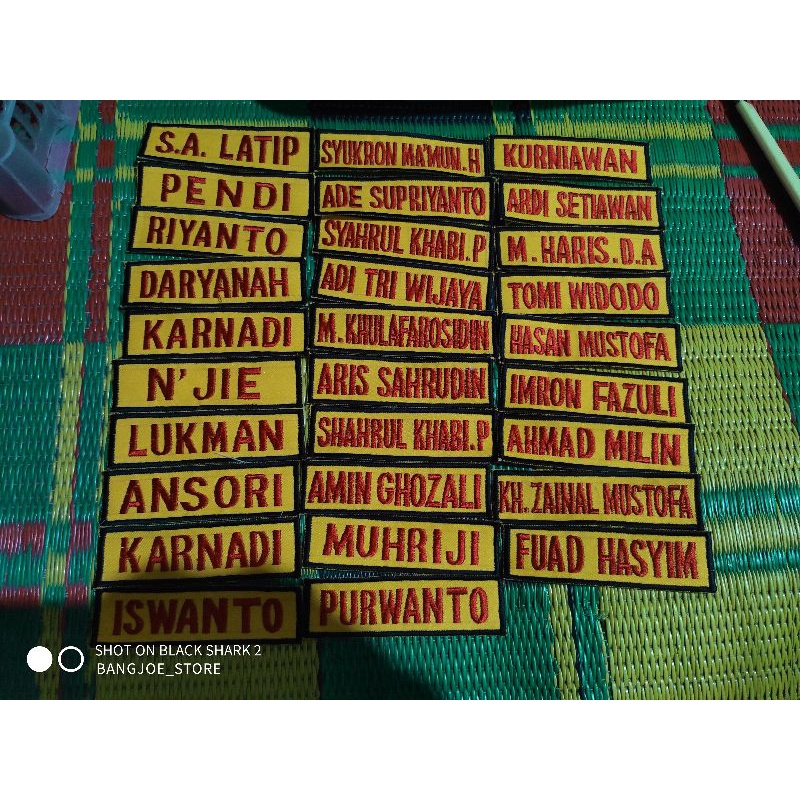 S.A. LATIP
PENDI
RIYANTO
DARYANAH
KARNADI
N'JIE
LUKMAN
ANSORI
KARNADI
ISWANTO
SYUKRON MA'MUN.H
ADE SUPRIYANTO
SYAHRUL KHABI.P
ADI TRI WIJAYA
M. KHULAFAROSIDIN
ARIS SAHRUDIN
SHAHRUL KHABI.P
AMIN GHOZALI
MUHRIJI
PURWANTO
KURNIAWAN
ARDI SETIAWAN
M. HARIS.D.A
TOMI WIDODO
HASAN MUSTOFA
IMRON FAZULI
AHMAD MILIN
KH. ZAINAL MUSTOFA
FUAD HASYIM
SHOT ON BLACK SHARK 2
BANGJOE_STORE